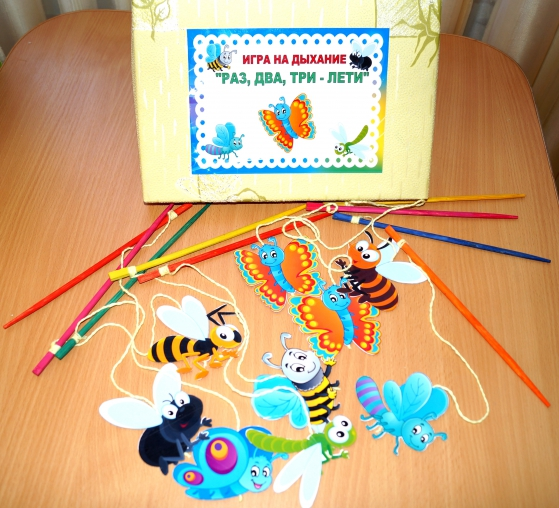 ИГРА НА ДЫХАНИЕ
"РАЗ, ДВА, ТРИ - ЛЕТИ"